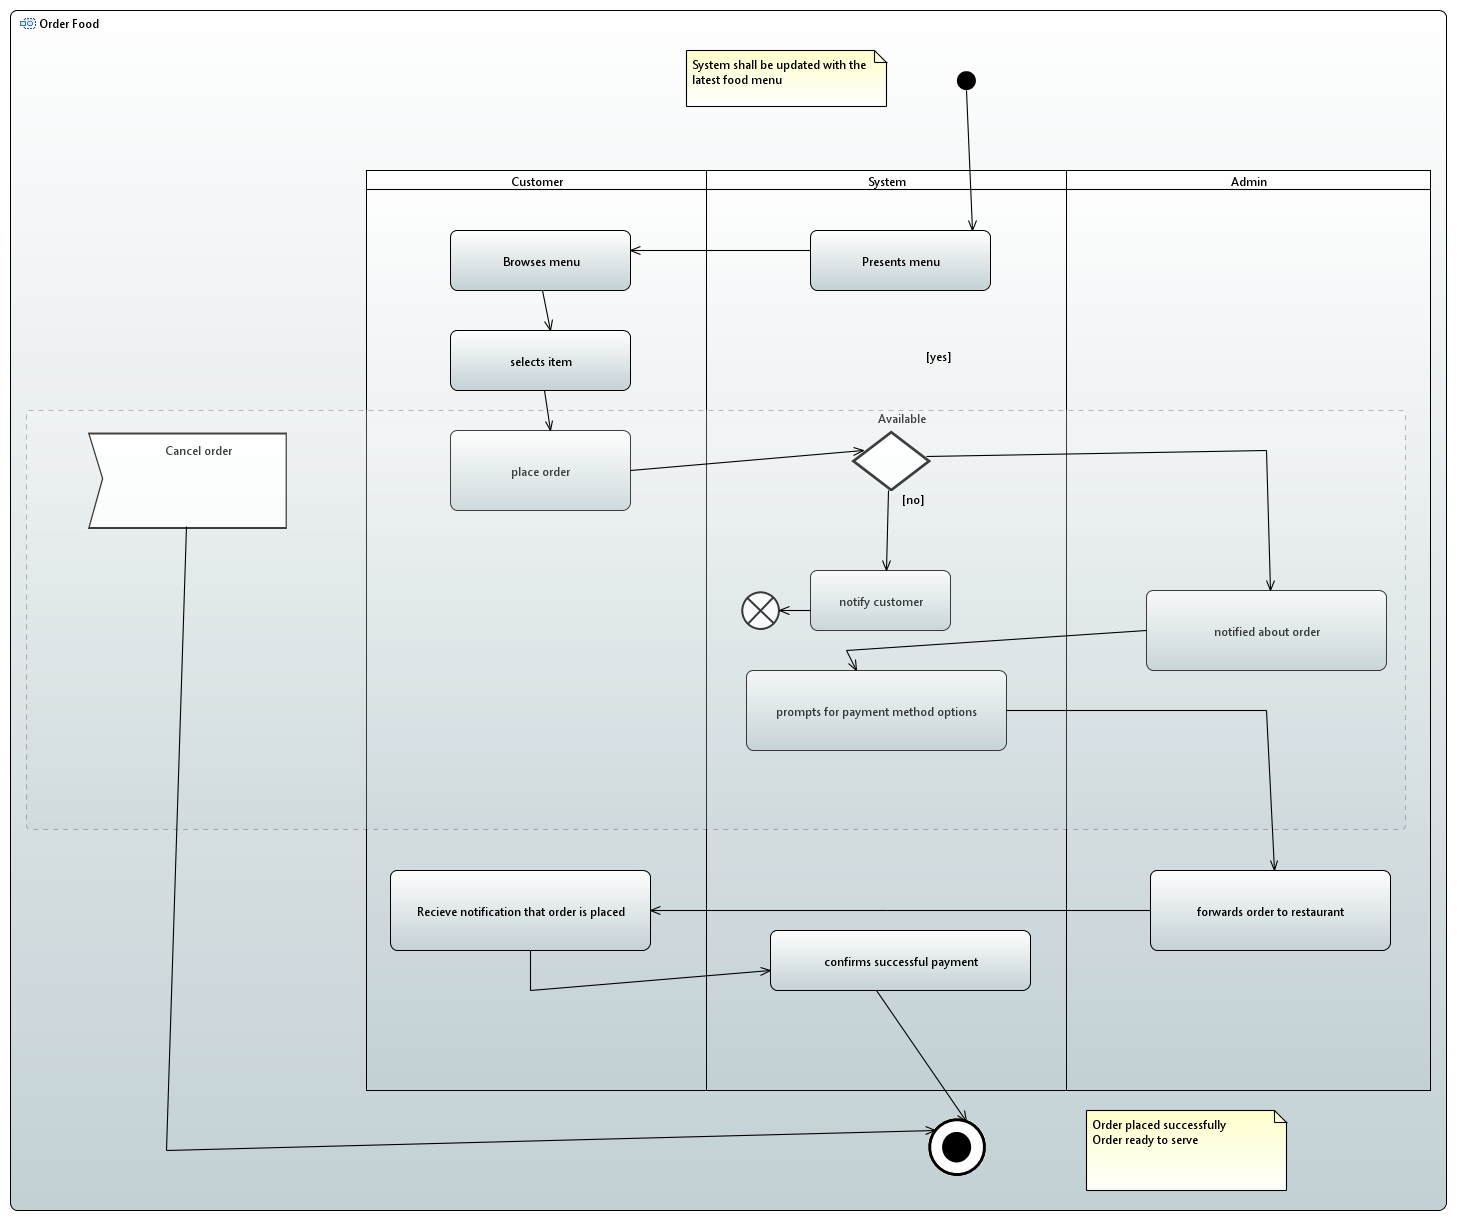 Order Food
System shall be updated with the
latest food menu
Customer
System
Admin
Browses menu
Presents menu
selects item
[yes]
Available
Cancel order
place order
[no]
notify customer
notified about order
prompts for payment method options
Recieve notification that order is placed
forwards order to restaurant
confirms successful payment
Order placed successfully
Order ready to serve